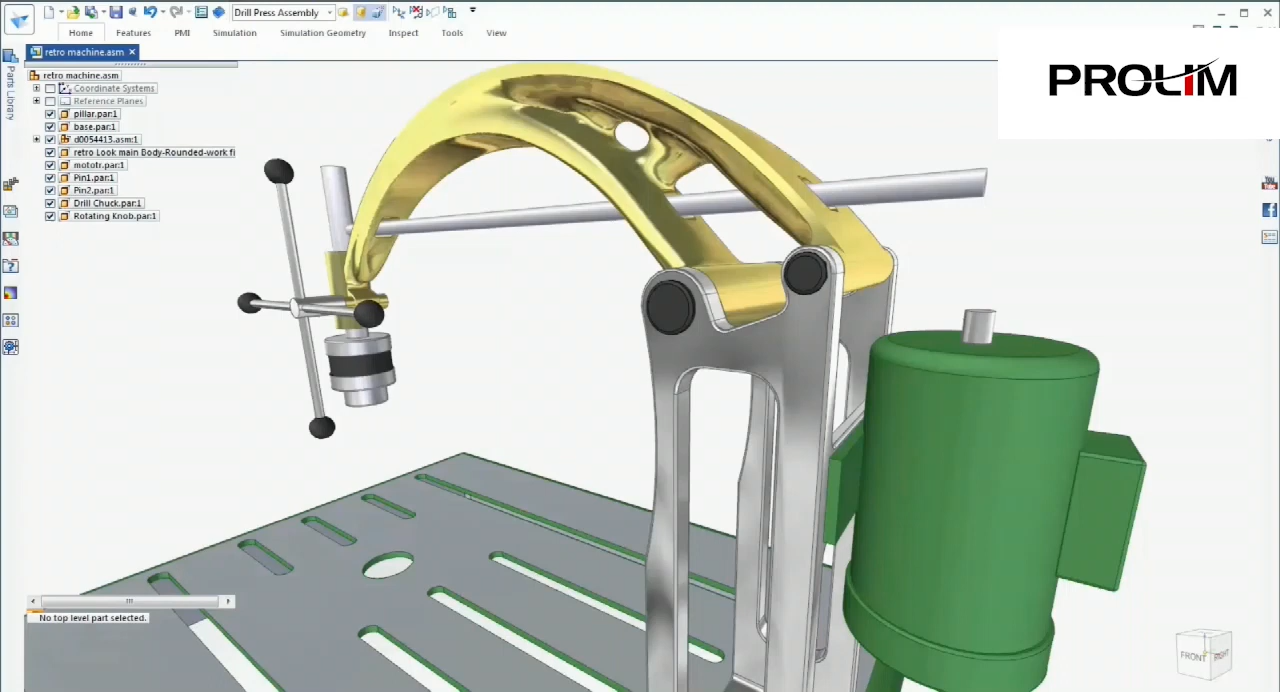 Drill Press Assembly
Home Features PMI Simulation Simulation Geometry Inspect Tools View
retro machine.asm
PROLIM
Parts Library
retro machine.asm
Coordinate Systems
Reference Planes
pillar.par:1
base.par:1
d0054413.asm:1
retro Look main Body-Rounded-work fi
mototr.par:1
Pin1.par:1
Pin2.par:1
Drill Chuck.par:1
Rotating Knob.par:1
You
Tube
No top level part selected.
FRONT RIGHT